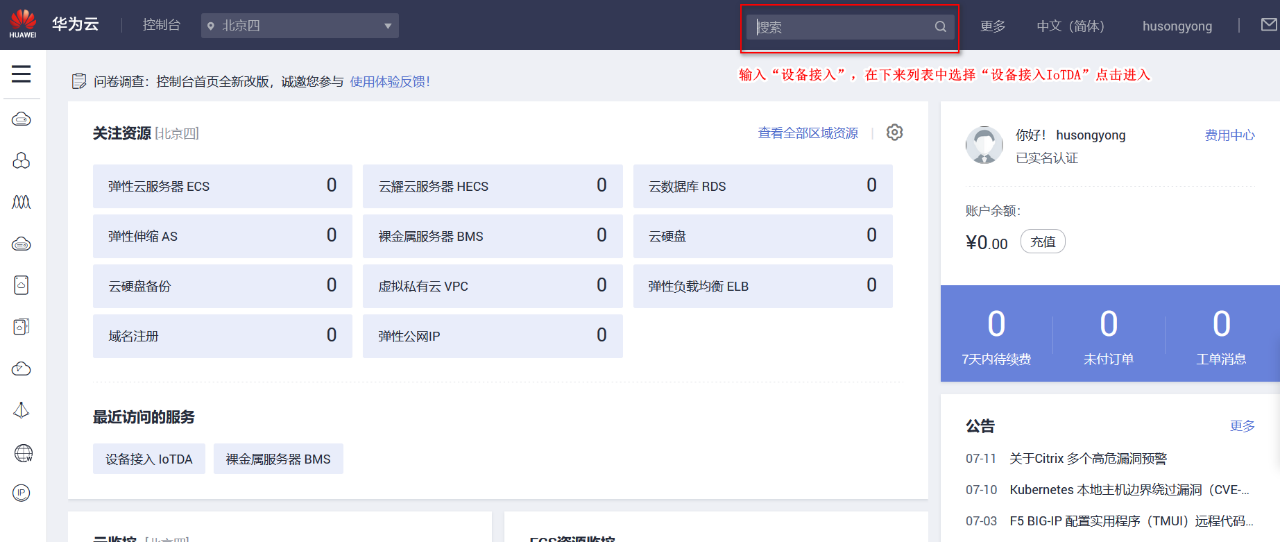 HUAWEI 华为云 控制台 北京四 搜索 更多 中文（简体） husongyong
输入“设备接入”，在下来列表中选择“设备接入IoTDA”点击进入
问卷调查：控制台首页全新改版，诚邀您参与 使用体验反馈!
关注资源 [北京四] 查看全部区域资源
弹性云服务器 ECS 0 云耀云服务器 HECS 0 云数据库 RDS 0
弹性伸缩 AS 0 裸金属服务器 BMS 0 云硬盘 0
云硬盘备份 0 虚拟私有云 VPC 0 弹性负载均衡 ELB 0
域名注册 0 弹性公网IP 0
最近访问的服务
设备接入 IoTDA 裸金属服务器 BMS
你好！ husongyong 费用中心
已实名认证
账户余额：
¥0.00 充值
0 0 0
7天内待续费 未付订单 工单消息
公告 更多
07-11 关于Citrix 多个高危漏洞预警
07-10 Kubernetes 本地主机边界绕过漏洞（CVE-...
07-03 F5 BIG-IP 配置实用程序（TMUI）远程代码...
云监控 [北京四] ECS资源监控
IP